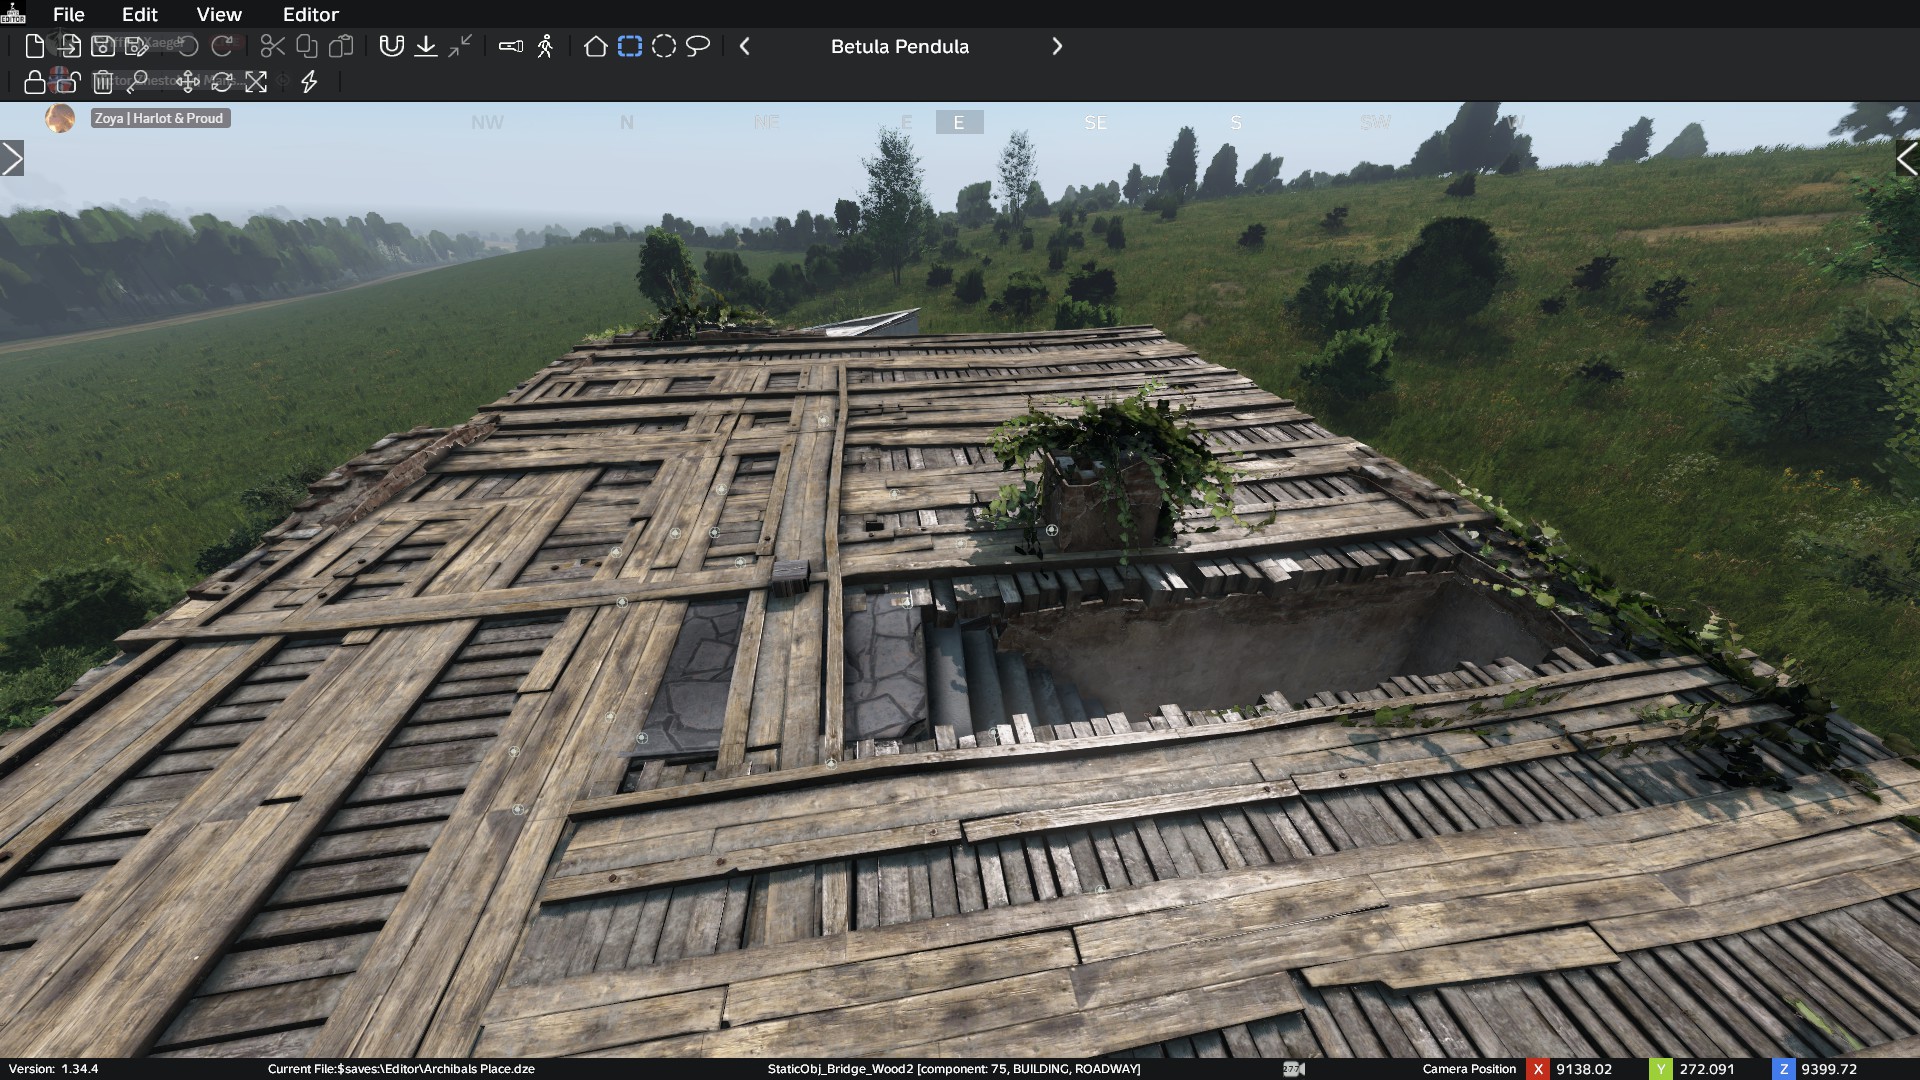 File Edit View Editor
EDITOR
Betula Pendula
Zoya | Harlot & Proud
NW N NE E E SE S SW W
Version: 1.34.4 Current File:$saves:\Editor\Archibals Place.dze StaticObj_Bridge_Wood2 [component: 75, BUILDING, ROADWAY] 277 Camera Position X 9138.02 Y 272.091 Z 9399.72